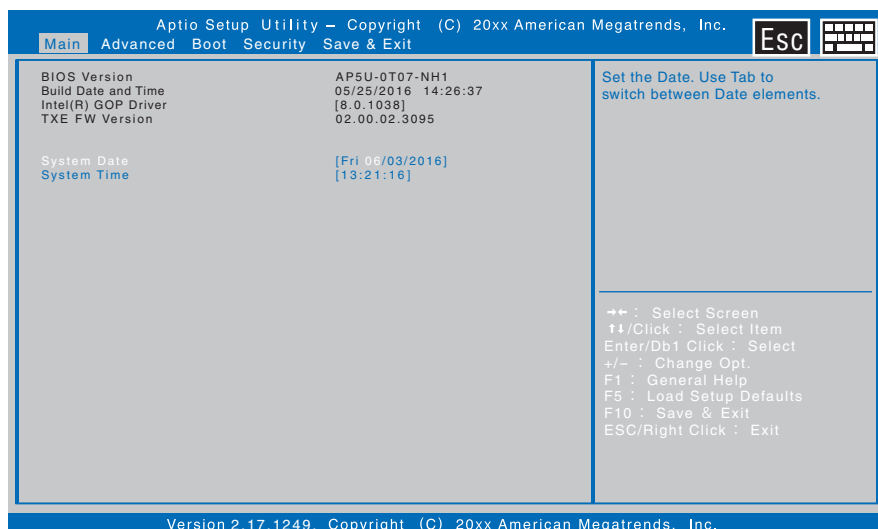 Aptio Setup Utility – Copyright (C) 20xx American Megatrends, Inc.
Main Advanced Boot Security Save & Exit
Esc
BIOS Version AP5U-0T07-NH1
Build Date and Time 05/25/2016 14:26:37
Intel(R) GOP Driver [8.0.1038]
TXE FW Version 02.00.02.3095
System Date [Fri 06/03/2016]
System Time [13:21:16]
Set the Date. Use Tab to
switch between Date elements.
→←: Select Screen
↑↓/Click: Select Item
Enter/Db1 Click: Select
+/–: Change Opt.
F1: General Help
F5: Load Setup Defaults
F10: Save & Exit
ESC/Right Click: Exit
Version 2.17.1249. Copyright (C) 20xx American Megatrends, Inc.